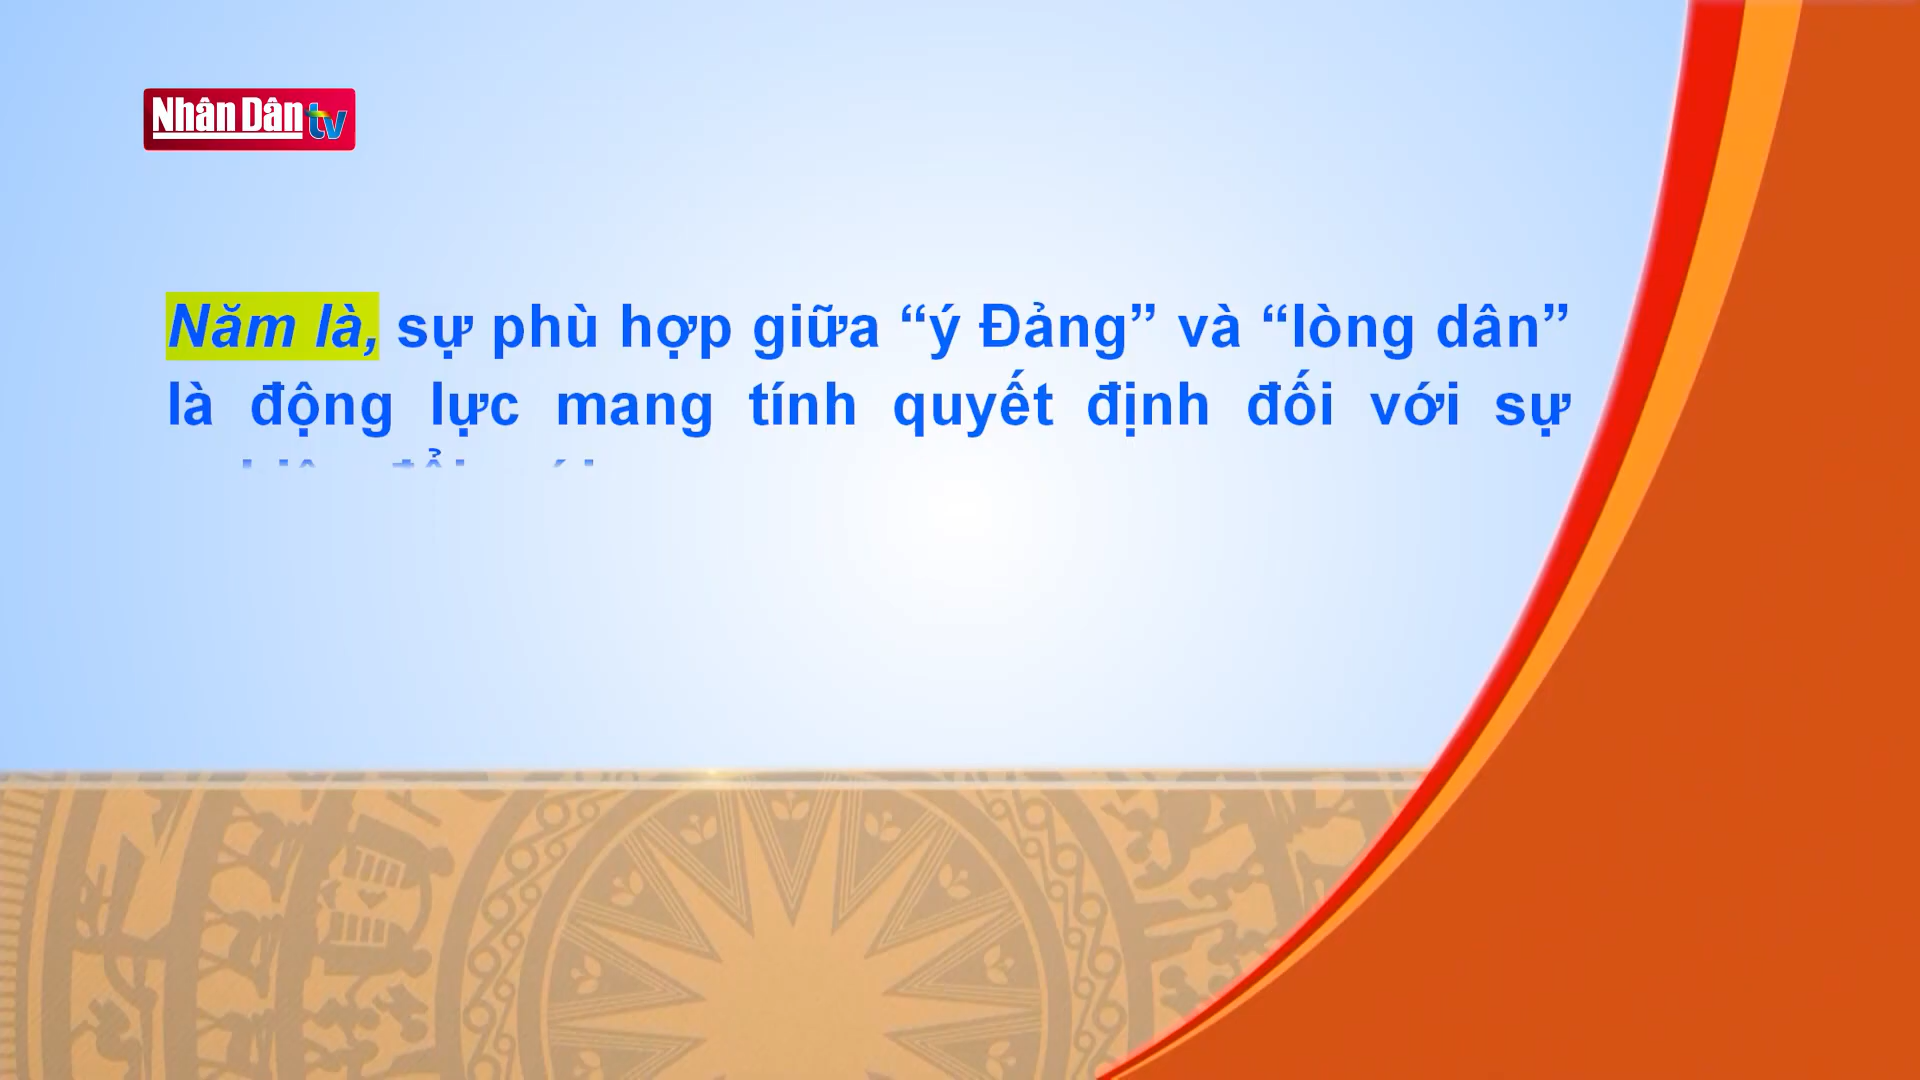 Nhân Dân tv
Năm là, sự phù hợp giữa “ý Đảng” và “lòng dân”
là động lực mang tính quyết định đối với sự